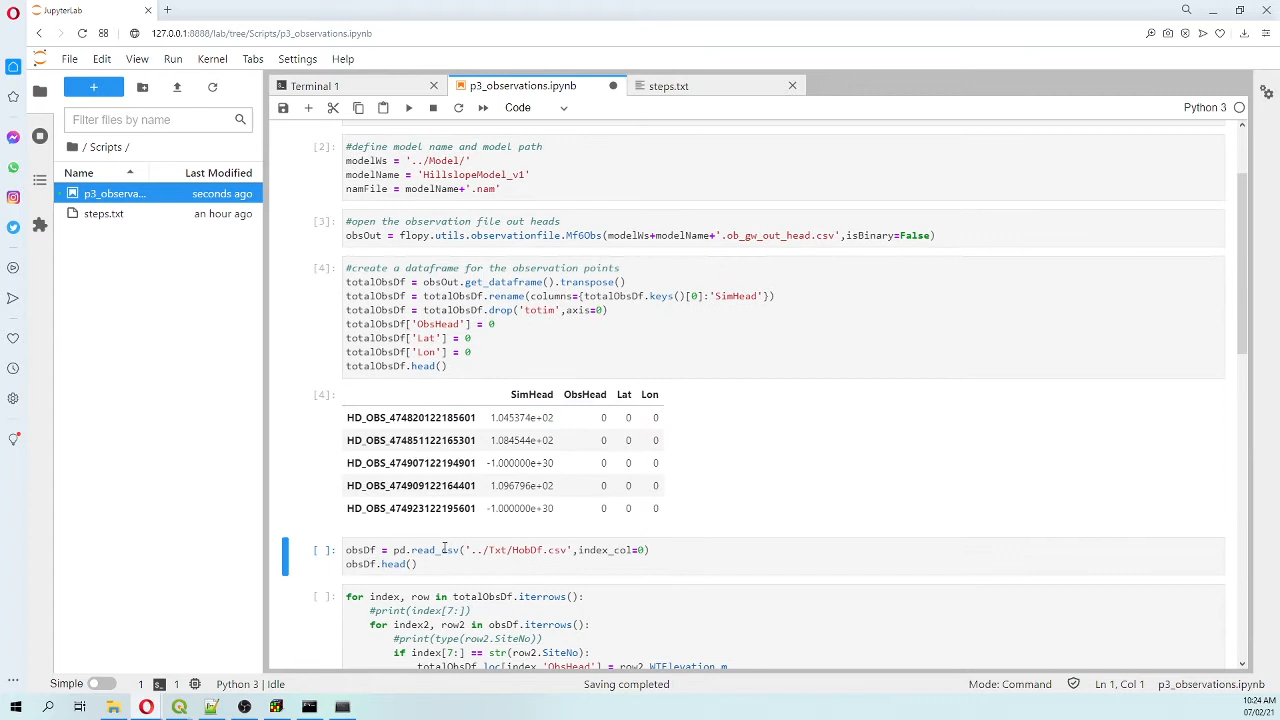 JupyterLab
127.0.0.1:8888/lab/tree/Scripts/p3_observations.ipynb
File Edit View Run Kernel Tabs Settings Help
Terminal 1
p3_observations.ipynb
steps.txt
Code
Python 3
Filter files by name
/ Scripts /
Name Last Modified
p3_observa... seconds ago
steps.txt an hour ago
[2]:
#define model name and model path
modelWs = '../Model/'
modelName = 'HillslopeModel_v1'
namFile = modelName+'.nam'
[3]:
#open the observation file out heads
obsOut = flopy.utils.observationfile.Mf6Obs(modelWs+modelName+'.ob_gw_out_head.csv',isBinary=False)
[4]:
#create a dataframe for the observation points
totalObsDf = obsOut.get_dataframe().transpose()
totalObsDf = totalObsDf.rename(columns={totalObsDf.keys()[0]:'SimHead'})
totalObsDf = totalObsDf.drop('totim',axis=0)
totalObsDf['ObsHead'] = 0
totalObsDf['Lat'] = 0
totalObsDf['Lon'] = 0
totalObsDf.head()
[4]:
SimHead ObsHead Lat Lon
HD_OBS_474820122185601 1.045374e+02 0 0 0
HD_OBS_474851122165301 1.084544e+02 0 0 0
HD_OBS_474907122194901 -1.000000e+30 0 0 0
HD_OBS_474909122164401 1.096796e+02 0 0 0
HD_OBS_474923122195601 -1.000000e+30 0 0 0
[ ]:
obsDf = pd.read_csv('../Txt/HobDf.csv',index_col=0)
obsDf.head()
[ ]:
for index, row in totalObsDf.iterrows():
#print(index[7:])
for index2, row2 in obsDf.iterrows():
#print(type(row2.SiteNo))
if index[7:] == str(row2.SiteNo):
totalObsDf.loc[index,'ObsHead'] = row2.WTElevation_m
Simple 1 1 Python 3 | Idle Saving completed Mode: Command Ln 1, Col 1 p3_observations.ipynb
10:24 AM
07/02/21